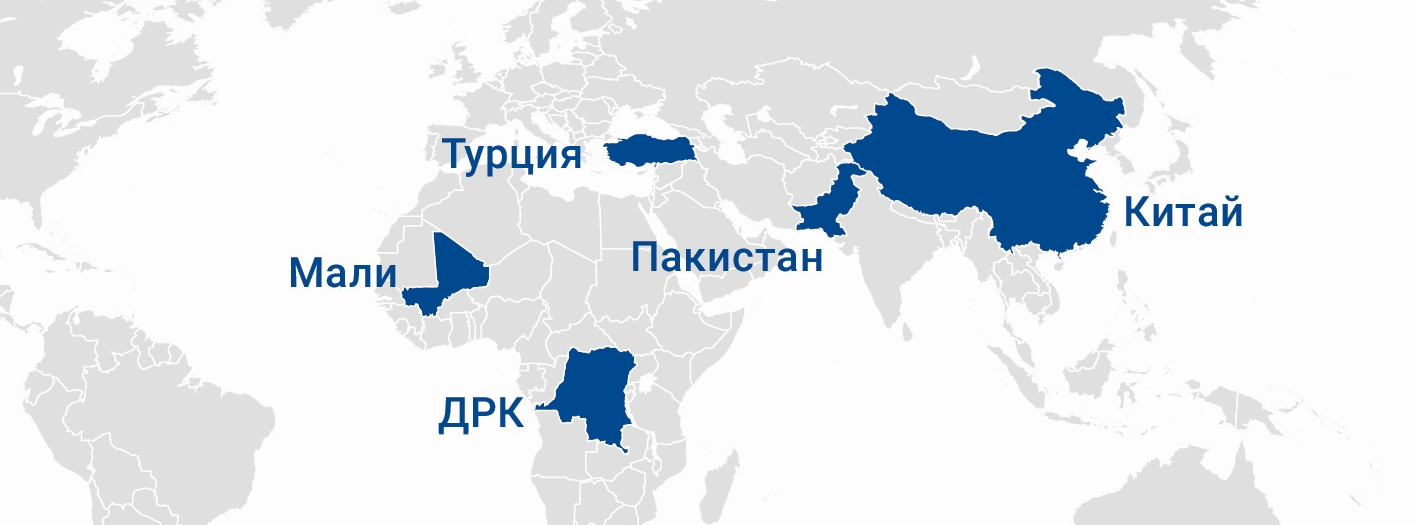 Турция
Китай
Пакистан
Мали
ДРК